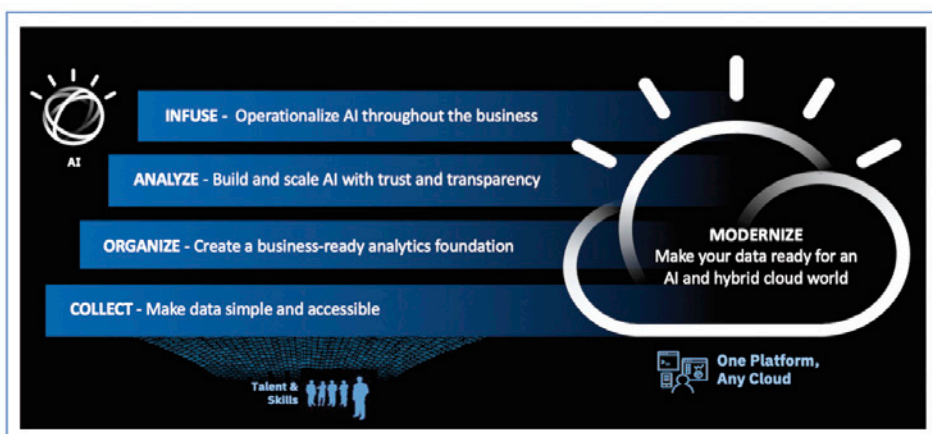 AI
INFUSE - Operationalize AI throughout the business
ANALYZE - Build and scale AI with trust and transparency
ORGANIZE - Create a business-ready analytics foundation
COLLECT - Make data simple and accessible
MODERNIZE
Make your data ready for an
AI and hybrid cloud world
Talent &
Skills
One Platform,
Any Cloud